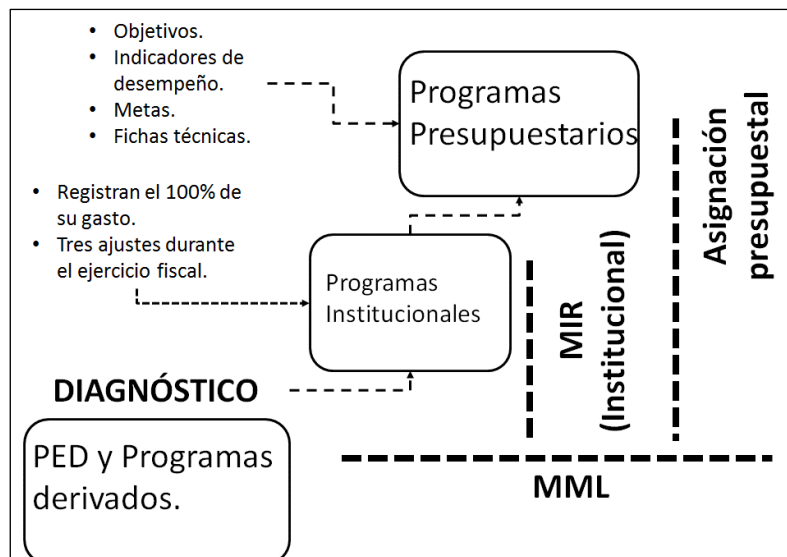 • Objetivos.
• Indicadores de
desempeño.
• Metas.
• Fichas técnicas.
Programas
Presupuestarios
Asignación
presupuestal
• Registran el 100% de
su gasto.
• Tres ajustes durante
el ejercicio fiscal.
Programas
Institucionales
MIR
(Institucional)
DIAGNÓSTICO
PED y Programas
derivados.
MML